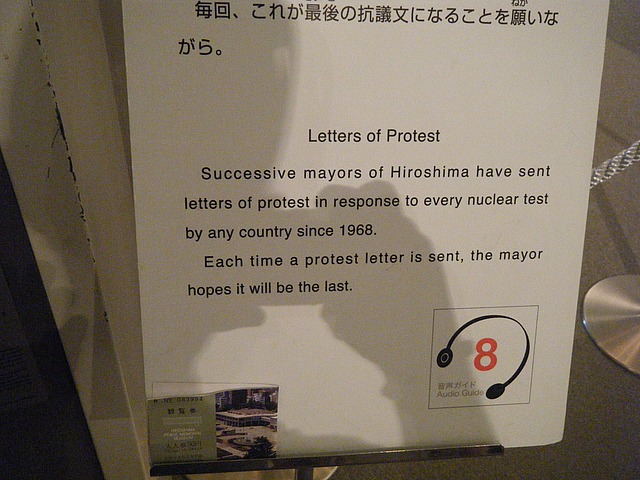 毎回、これが最後の抗議文になることを願いな
がら。
Letters of Protest
Successive mayors of Hiroshima have sent
letters of protest in response to every nuclear test
by any country since 1968.
Each time a protest letter is sent, the mayor
hopes it will be the last.
8
音声ガイド
Audio Guide
観覧券